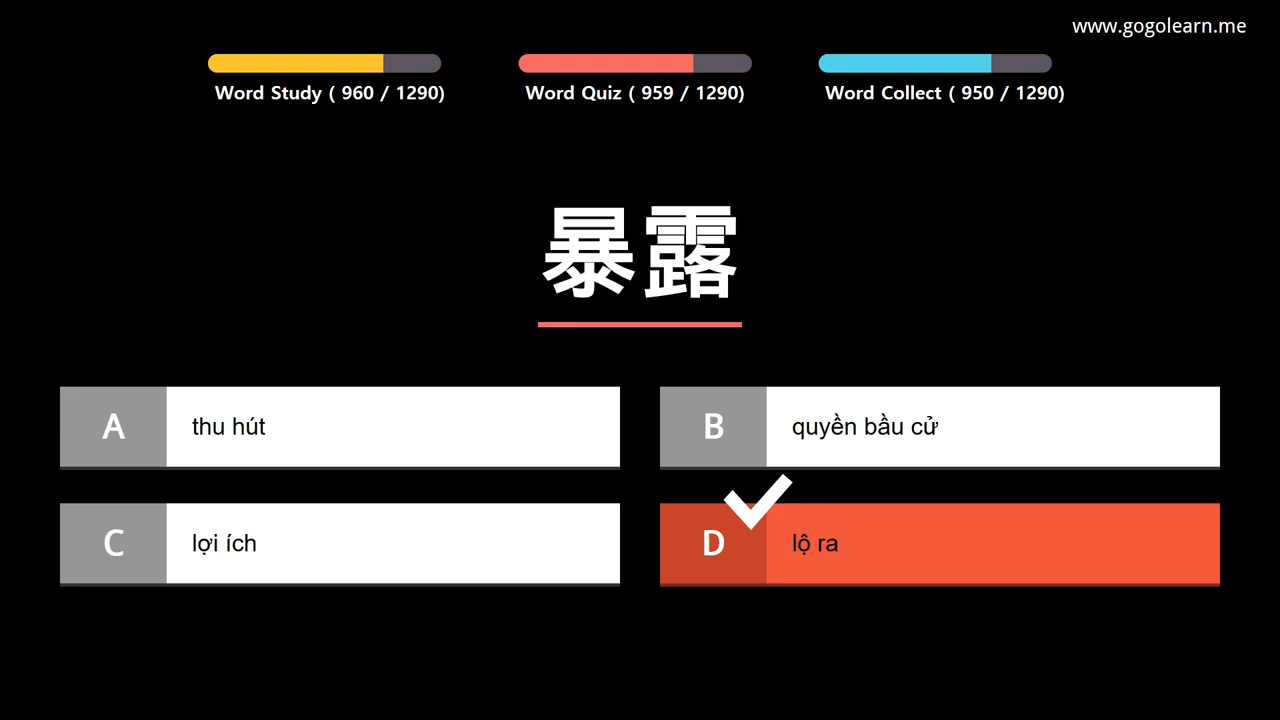 www.gogolearn.me
Word Study ( 960 / 1290)
Word Quiz ( 959 / 1290)
Word Collect ( 950 / 1290)
暴露
A thu hút
B quyền bầu cử
C lợi ích
D lộ ra